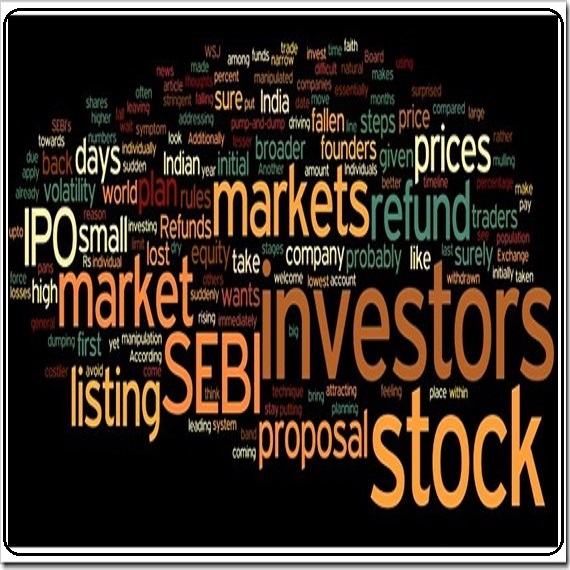 WSJ
among funds trade
narrow invest time faith
news makes Board using
often article thoughts manipulated companies difficult natural
shares percent
higher leaving stringent falling sure put India essentially move months surprised
SEBI's fall wait symptom addressing pump-and-dump driving fallen line steps price compared large
towards numbers look Additionally lesser broader founders given prices rather
due back days individually sudden Indian year initial Another amount Individuals better timeline mulling
apply already volatility world plan rules markets refund percentage make pay
reason IPO small investing Refunds traders
upto Rs individual limit lost dry equity stages company probably like last surely see population Exchange
force pans losses high market others take welcome lowest account withdrawn initially taken
suddenly wants investors
general rising immediately
dumping first yet manipulation According SEBI big
costlier avoid come think technique bring attracting feeling place within
listing leading system stay putting planning stock
band coming proposal